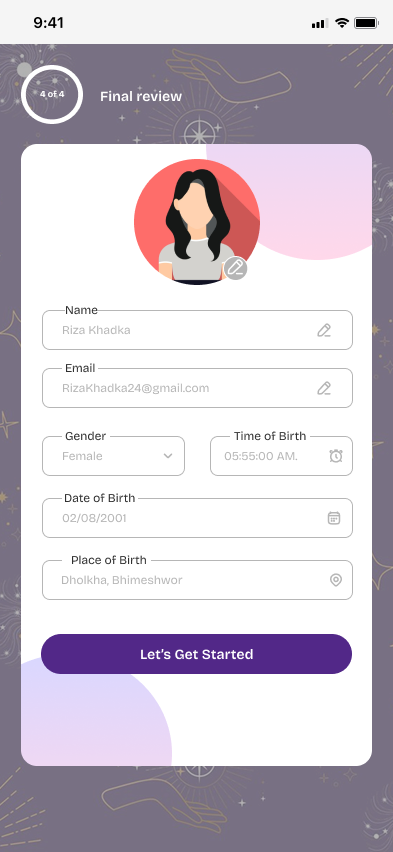 9:41
4 of 4
Final review
Name
Riza Khadka
Email
RizaKhadka24@gmail.com
Gender
Time of Birth
Female
05:55:00 AM.
Date of Birth
02/08/2001
Place of Birth
Dholkha, Bhimeshwor
Let's Get Started